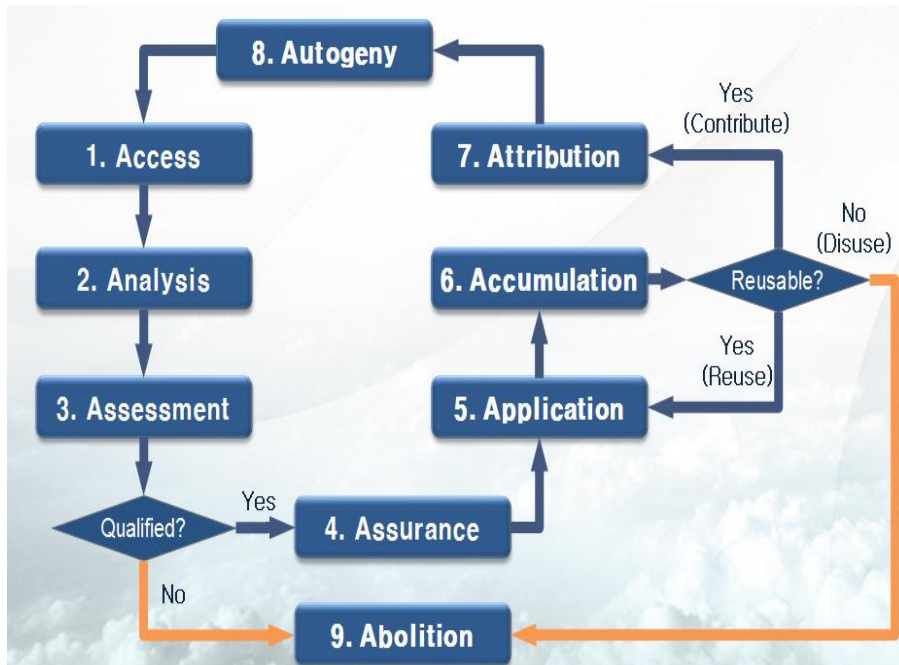 8. Autogeny
1. Access
2. Analysis
3. Assessment
Qualified?
Yes
No
4. Assurance
5. Application
6. Accumulation
Reusable?
Yes
(Contribute)
7. Attribution
No
(Disuse)
Yes
(Reuse)
9. Abolition